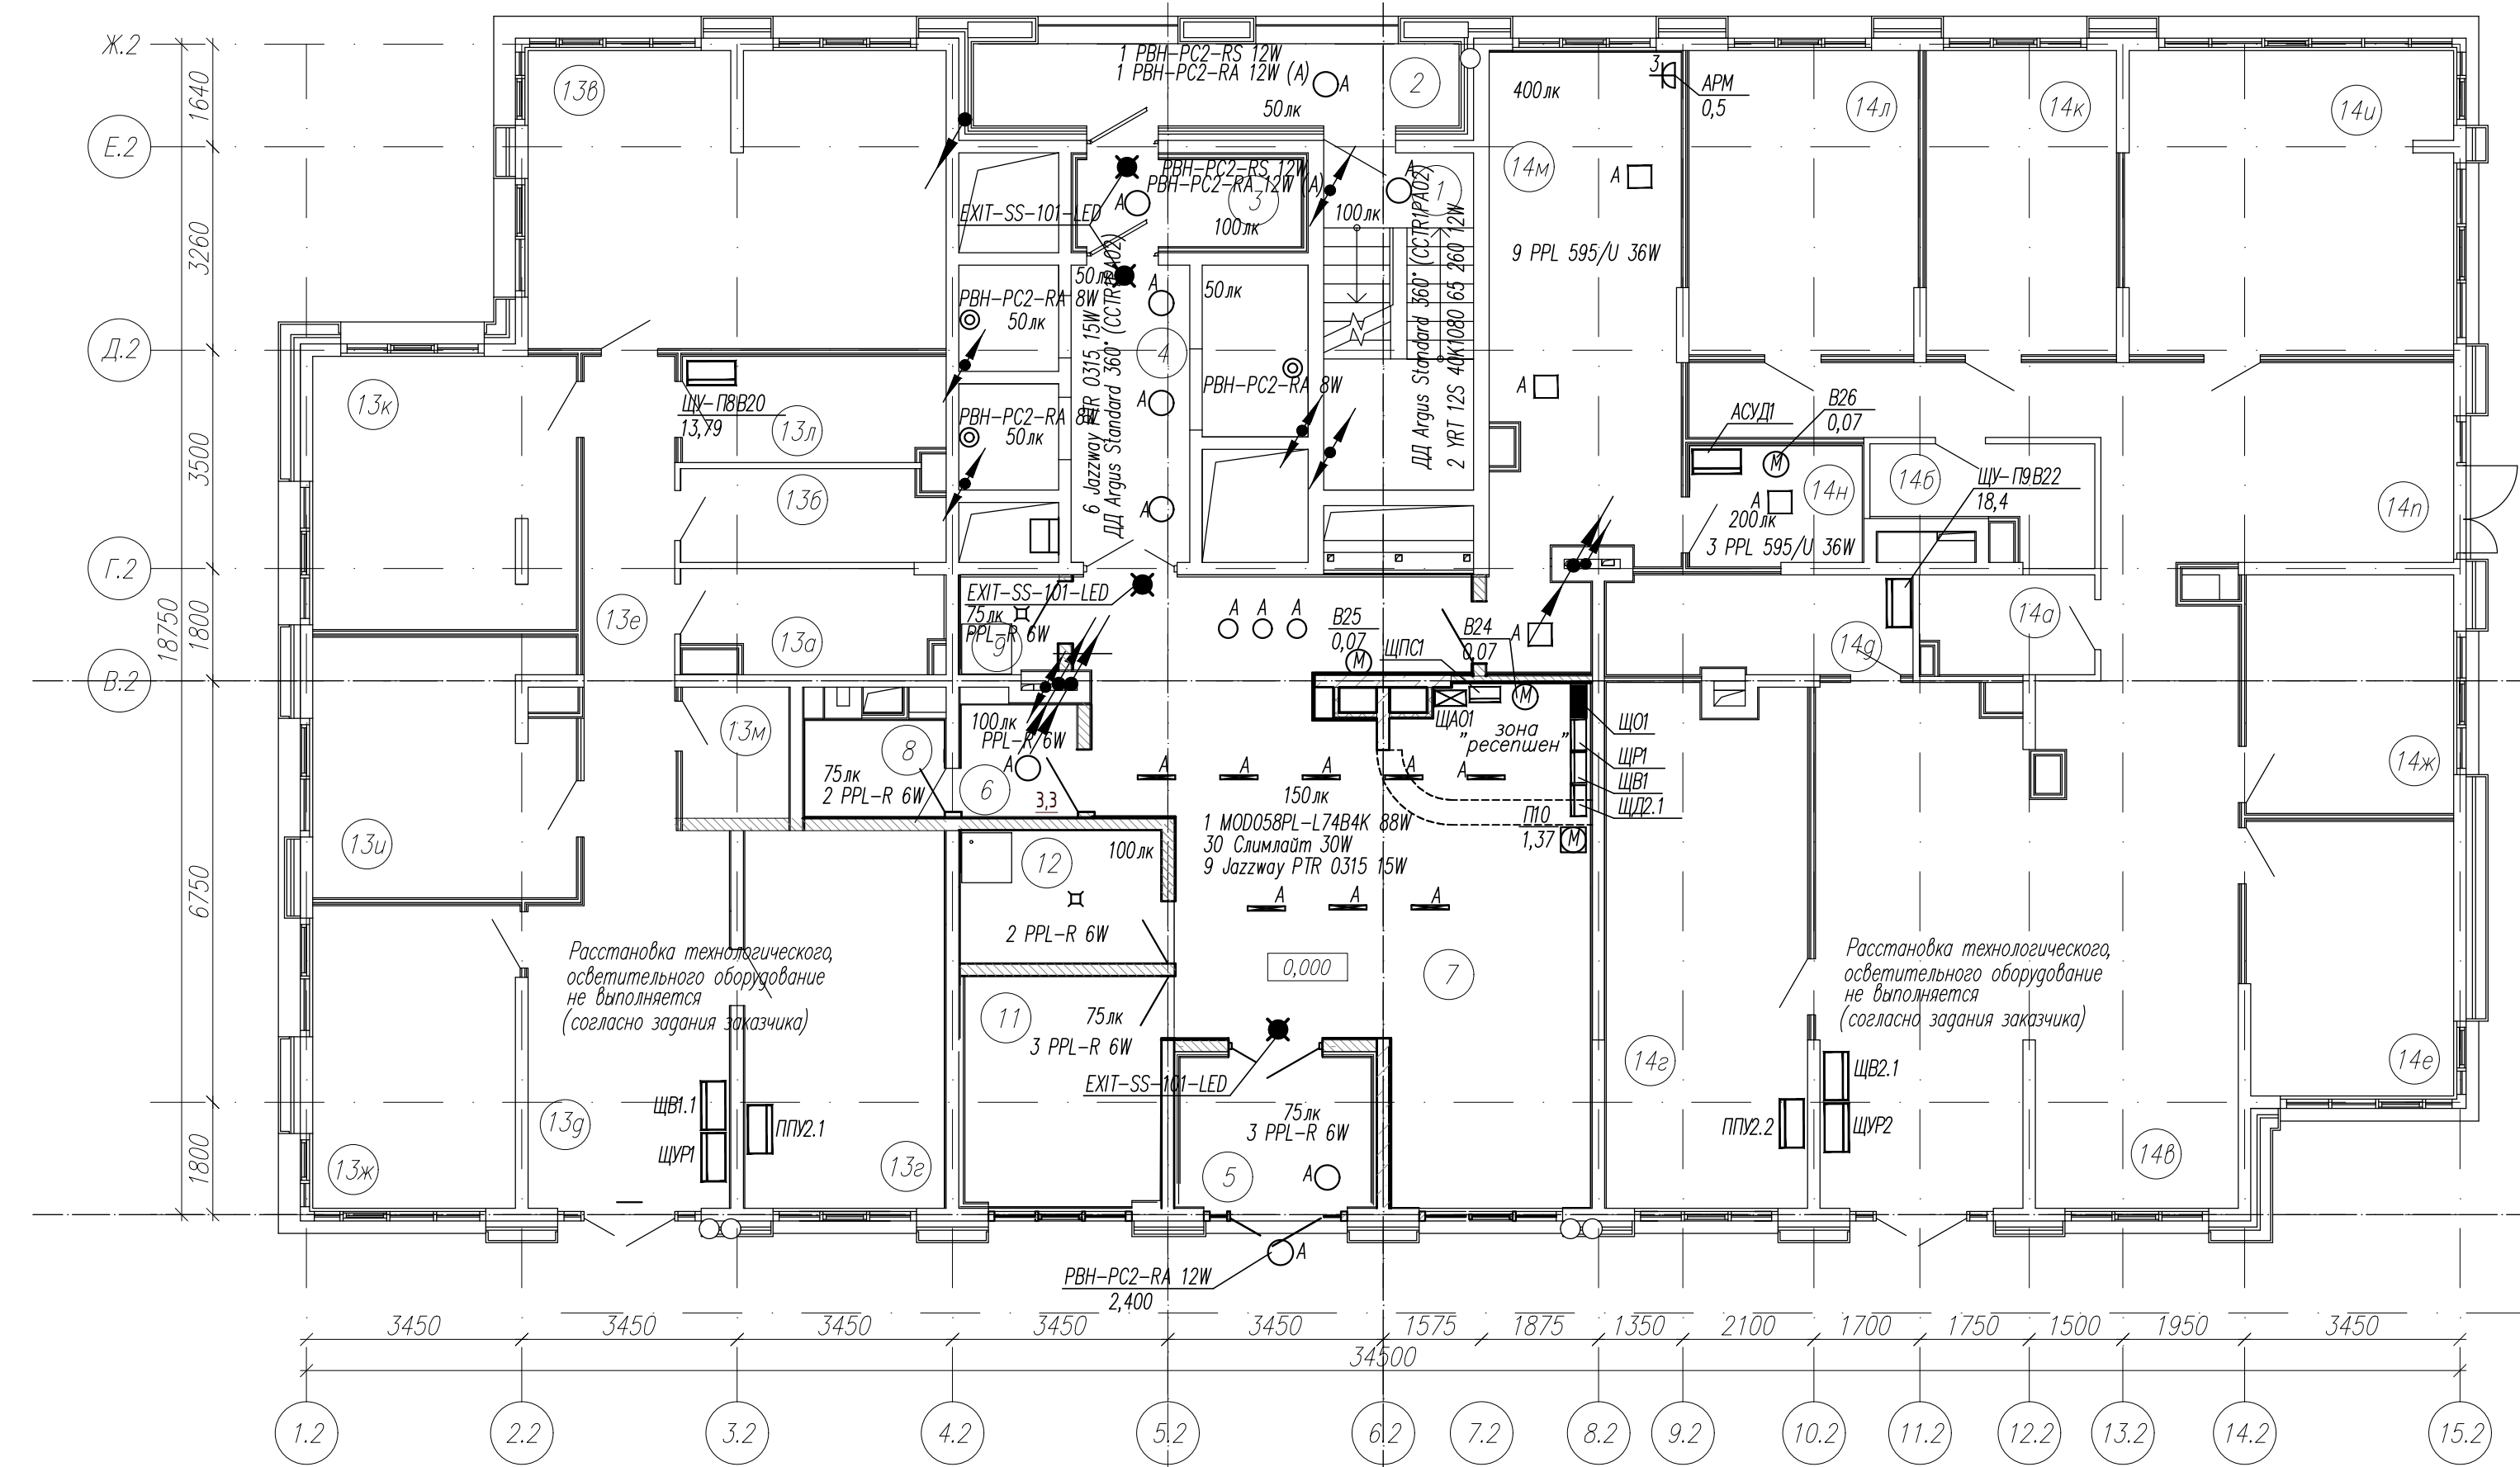 Ж.2
Е.2
Д.2
Г.2
В.2
1640
3260
3500
1800
6750
1800
18750
13в
1 PBH-PC2-RS 12W
1 PBH-PC2-RA 12W (А)
А
50лк
2
400лк
3
АРМ
0,5
14л
14к
14и
PBH-PC2-RS 12W
PBH-PC2-RA 12W (А)
А
3
100лк
EXIT-SS-101-LED
А
1
100лк
14м
А
9 PPL 595/U 36W
50лк
А
50лк
PBH-PC2-RA 8W
50лк
4
6 Jazzway PTR 0315 15W
ДД Argus Standard 360° (CCTR1PA02)
ДД Argus Standard 360° (CCTR1PA02)
2 YRT 12S 40K1080 65 260 12W
PBH-PC2-RA 8W
А
А
13к
ЩУ-П8В20
13,79
13л
PBH-PC2-RA 8W
50лк
АСУД1
В26
0,07
М
13б
А
А
200лк
3 PPL 595/U 36W
14н
14б
ЩУ-П9В22
18,4
14п
EXIT-SS-101-LED
75лк
PPL-R 6W
9
13е
13а
А
А
А
В25
0,07
М
ЩПС1
В24
0,07
М
А
14д
14а
13м
100лк
PPL-R 6W
А
8
75лк
2 PPL-R 6W
6
3,3
ЩАО1
зона
"ресепшен"
ЩО1
ЩР1
ЩВ1
ЩД2.1
А
А
А
А
А
150лк
1 MOD058PL-L74B4K 88W
30 Слимлайт 30W
9 Jazzway PTR 0315 15W
П10
1,37
М
14ж
13и
12
100лк
2 PPL-R 6W
А
А
А
0,000
7
Расстановка технологического,
осветительного оборудование
не выполняется
(согласно задания заказчика)
Расстановка технологического,
осветительного оборудование
не выполняется
(согласно задания заказчика)
11
75лк
3 PPL-R 6W
EXIT-SS-101-LED
75лк
3 PPL-R 6W
5
А
14г
14е
ЩВ1.1
ЩУР1
ППУ2.1
13д
13г
13ж
ППУ2.2
ЩВ2.1
ЩУР2
14в
А
PBH-PC2-RA 12W
2,400
3450
3450
3450
3450
3450
1575
1875
1350
2100
1700
1750
1500
1950
3450
34500
1.2
2.2
3.2
4.2
5.2
6.2
7.2
8.2
9.2
10.2
11.2
12.2
13.2
14.2
15.2